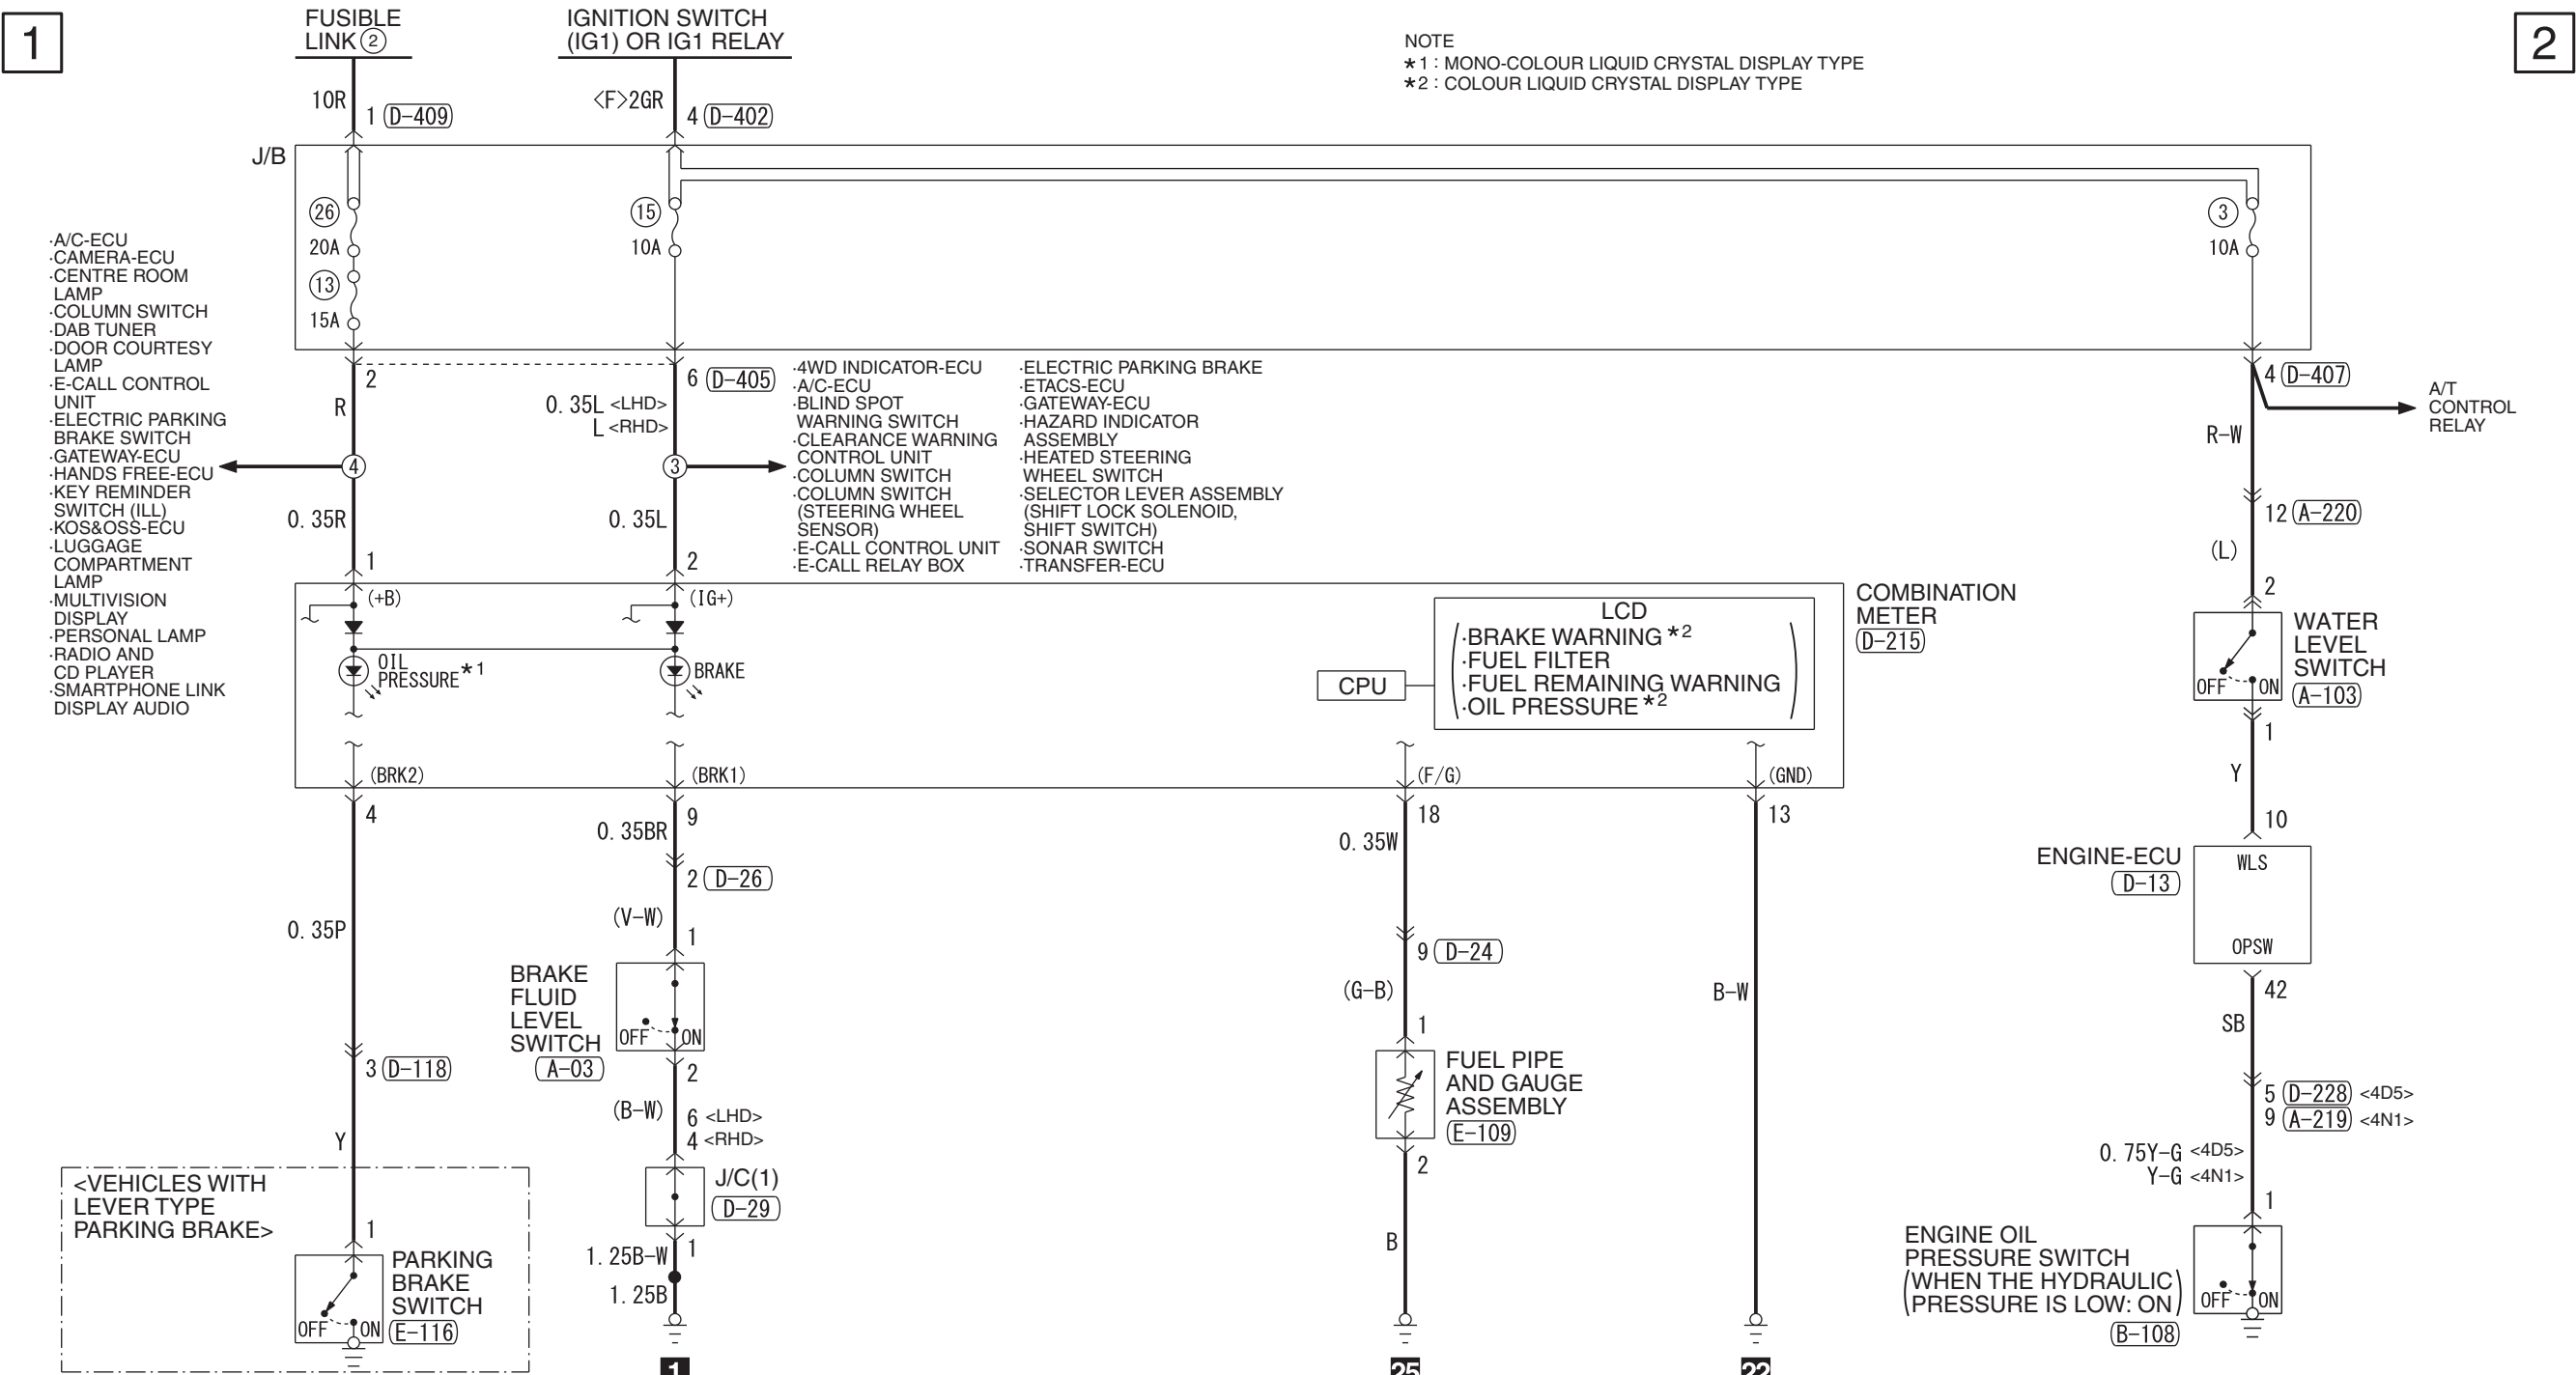 1
FUSIBLE
LINK ②
IGNITION SWITCH
(IG1) OR IG1 RELAY
NOTE
*1 : MONO-COLOUR LIQUID CRYSTAL DISPLAY TYPE
*2 : COLOUR LIQUID CRYSTAL DISPLAY TYPE
2
10R
1 D-409
<F>2GR
4 D-402
J/B
26
20A
13
15A
15
10A
3
10A
·A/C-ECU
·CAMERA-ECU
·CENTRE ROOM
LAMP
·COLUMN SWITCH
·DAB TUNER
·DOOR COURTESY
LAMP
·E-CALL CONTROL
UNIT
·ELECTRIC PARKING
BRAKE SWITCH
·GATEWAY-ECU
·HANDS FREE-ECU
·KEY REMINDER
SWITCH (ILL)
·KOS&OSS-ECU
·LUGGAGE
COMPARTMENT
LAMP
·MULTIVISION
DISPLAY
·PERSONAL LAMP
·RADIO AND
CD PLAYER
·SMARTPHONE LINK
DISPLAY AUDIO
2
R
4
0.35R
1
6 D-405
0.35L <LHD>
L <RHD>
3
0.35L
2
·4WD INDICATOR-ECU
·A/C-ECU
·BLIND SPOT
WARNING SWITCH
·CLEARANCE WARNING
CONTROL UNIT
·COLUMN SWITCH
·COLUMN SWITCH
(STEERING WHEEL
SENSOR)
·E-CALL CONTROL UNIT
·E-CALL RELAY BOX
·ELECTRIC PARKING BRAKE
·ETACS-ECU
·GATEWAY-ECU
·HAZARD INDICATOR
ASSEMBLY
·HEATED STEERING
WHEEL SWITCH
·SELECTOR LEVER ASSEMBLY
(SHIFT LOCK SOLENOID,
SHIFT SWITCH)
·SONAR SWITCH
·TRANSFER-ECU
4 D-407
A/T
CONTROL
RELAY
R-W
12 A-220
(L)
2
WATER
LEVEL
SWITCH
A-103
OFF ON
1
Y
10
ENGINE-ECU
D-13
WLS
OPSW
42
SB
5 D-228 <4D5>
9 A-219 <4N1>
0.75Y-G <4D5>
Y-G <4N1>
1
ENGINE OIL
PRESSURE SWITCH
(WHEN THE HYDRAULIC
PRESSURE IS LOW: ON)
B-108
OFF ON
(+B)
(IG+)
OIL
PRESSURE *1
BRAKE
CPU
LCD
·BRAKE WARNING *2
·FUEL FILTER
·FUEL REMAINING WARNING
·OIL PRESSURE *2
COMBINATION
METER
D-215
(BRK2)
(BRK1)
(F/G)
(GND)
4
0.35P
3 D-118
Y
<VEHICLES WITH
LEVER TYPE
PARKING BRAKE>
1
PARKING
BRAKE
SWITCH
E-116
OFF ON
9
0.35BR
2 D-26
(V-W)
1
BRAKE
FLUID
LEVEL
SWITCH
A-03
OFF ON
2
(B-W)
6 <LHD>
4 <RHD>
J/C(1)
D-29
1
1.25B-W
1.25B
1
18
0.35W
9 D-24
(G-B)
1
FUEL PIPE
AND GAUGE
ASSEMBLY
E-109
2
B
25
13
B-W
22